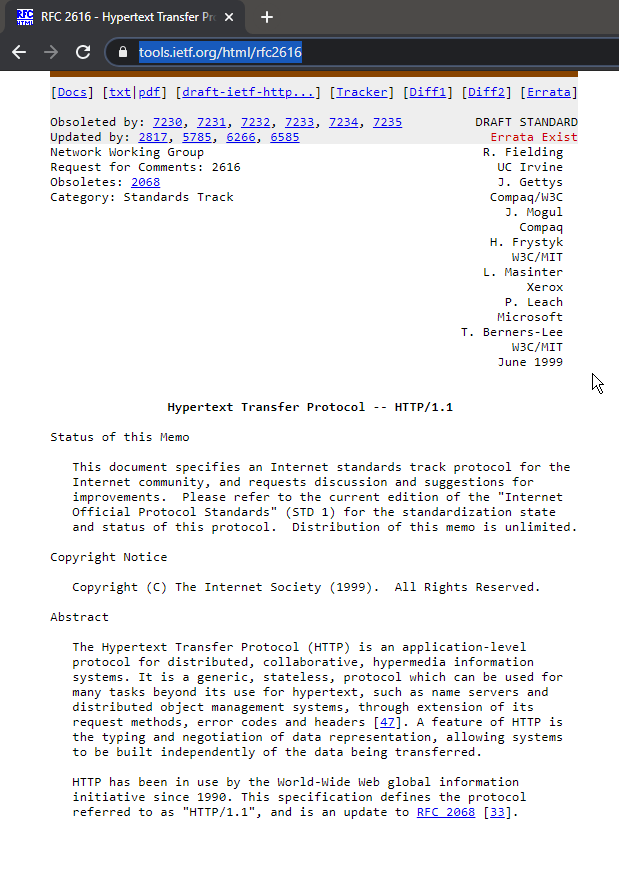 RFC HTML RFC 2616 - Hypertext Transfer Pr
tools.ietf.org/html/rfc2616
[Docs] [txt|pdf] [draft-ietf-http...] [Tracker] [Diff1] [Diff2] [Errata]
Obsoleted by: 7230, 7231, 7232, 7233, 7234, 7235 DRAFT STANDARD
Updated by: 2817, 5785, 6266, 6585 Errata Exist
Network Working Group R. Fielding
Request for Comments: 2616 UC Irvine
Obsoletes: 2068 J. Gettys
Category: Standards Track Compaq/W3C
J. Mogul
Compaq
H. Frystyk
W3C/MIT
L. Masinter
Xerox
P. Leach
Microsoft
T. Berners-Lee
W3C/MIT
June 1999
Hypertext Transfer Protocol -- HTTP/1.1
Status of this Memo
This document specifies an Internet standards track protocol for the
Internet community, and requests discussion and suggestions for
improvements. Please refer to the current edition of the "Internet
Official Protocol Standards" (STD 1) for the standardization state
and status of this protocol. Distribution of this memo is unlimited.
Copyright Notice
Copyright (C) The Internet Society (1999). All Rights Reserved.
Abstract
The Hypertext Transfer Protocol (HTTP) is an application-level
protocol for distributed, collaborative, hypermedia information
systems. It is a generic, stateless, protocol which can be used for
many tasks beyond its use for hypertext, such as name servers and
distributed object management systems, through extension of its
request methods, error codes and headers [47]. A feature of HTTP is
the typing and negotiation of data representation, allowing systems
to be built independently of the data being transferred.
HTTP has been in use by the World-Wide Web global information
initiative since 1990. This specification defines the protocol
referred to as "HTTP/1.1", and is an update to RFC 2068 [33].